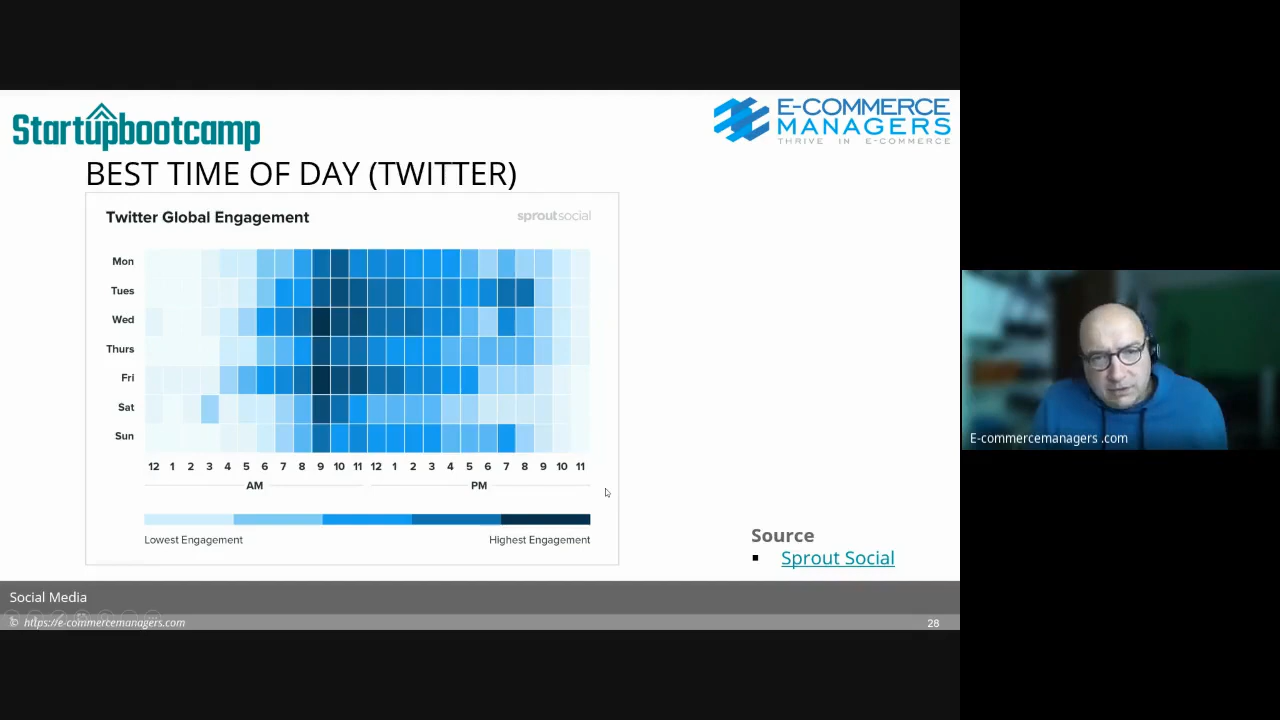 Startupbootcamp
E-COMMERCE
MANAGERS
THRIVE IN E-COMMERCE
BEST TIME OF DAY (TWITTER)
Twitter Global Engagement
sproutsocial
Mon
Tues
Wed
Thurs
Fri
Sat
Sun
12 1 2 3 4 5 6 7 8 9 10 11 12 1 2 3 4 5 6 7 8 9 10 11
AM PM
Lowest Engagement Highest Engagement
Source
▪ Sprout Social
E-commercemanagers .com
Social Media
© https://e-commercemanagers.com 28